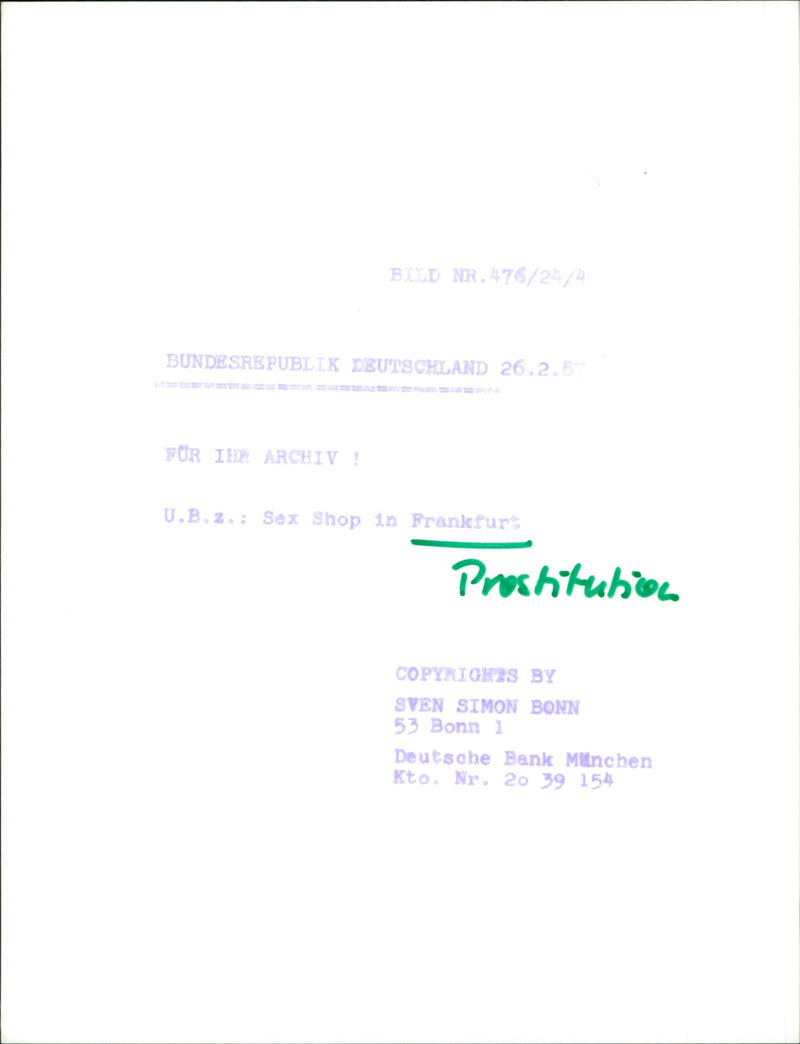 BILD NR.476/24/4
BUNDESREPUBLIK DEUTSCHLAND 26.2.87
FÜR IHR ARCHIV !
U.B.z.: Sex Shop in Frankfurt
Prostitution
COPYRIGHTS BY
SVEN SIMON BONN
53 Bonn 1
Deutsche Bank München
Kto. Nr. 2o 39 154